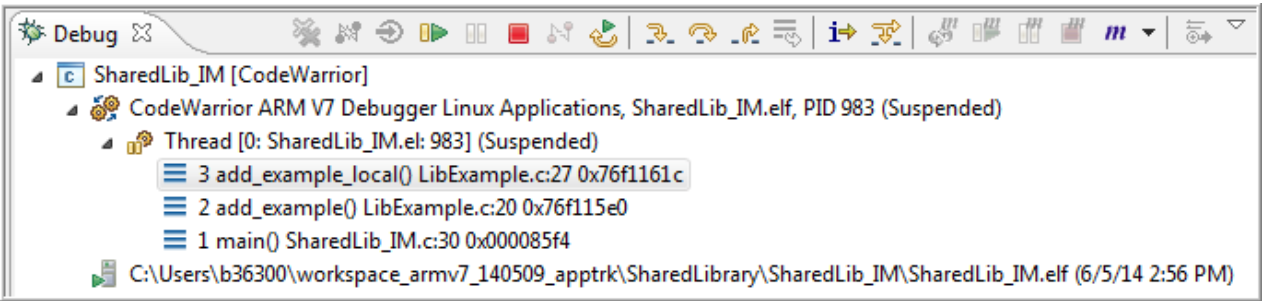 Debug
SharedLib_IM [CodeWarrior]
CodeWarrior ARM V7 Debugger Linux Applications, SharedLib_IM.elf, PID 983 (Suspended)
Thread [0: SharedLib_IM.el: 983] (Suspended)
3 add_example_local() LibExample.c:27 0x76f1161c
2 add_example() LibExample.c:20 0x76f115e0
1 main() SharedLib_IM.c:30 0x000085f4
C:\Users\b36300\workspace_armv7_140509_apptrk\SharedLibrary\SharedLib_IM\SharedLib_IM.elf (6/5/14 2:56 PM)